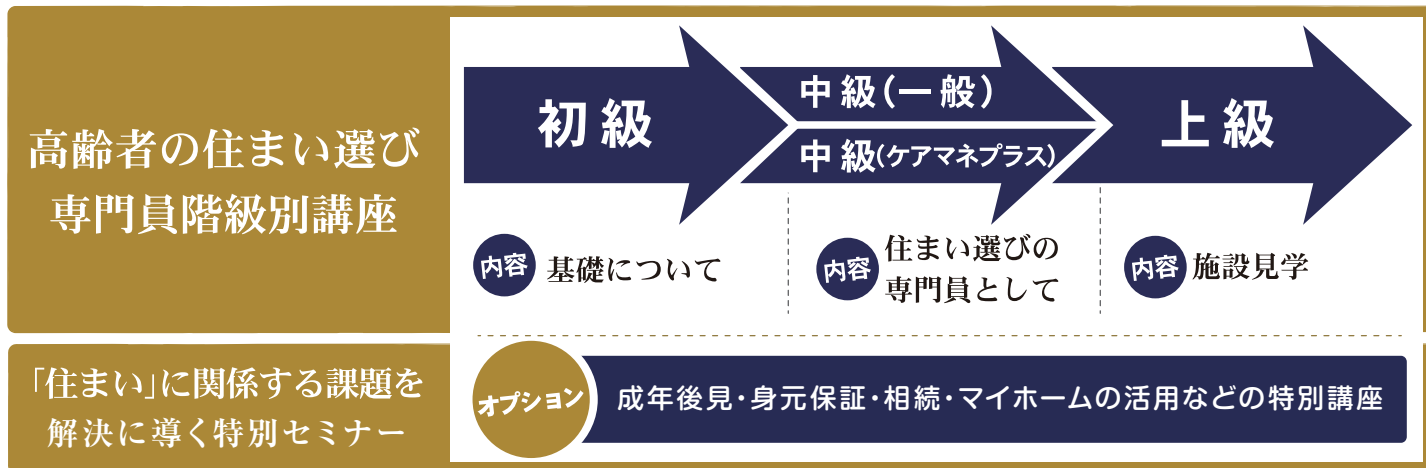 高齢者の住まい選び
専門員階級別講座
初級
中級(一般)
中級(ケアマネプラス)
上級
内容
基礎について
内容
住まい選びの
専門員として
内容
施設見学
「住まい」に関係する課題を
解決に導く特別セミナー
オプション
成年後見・身元保証・相続・マイホームの活用などの特別講座